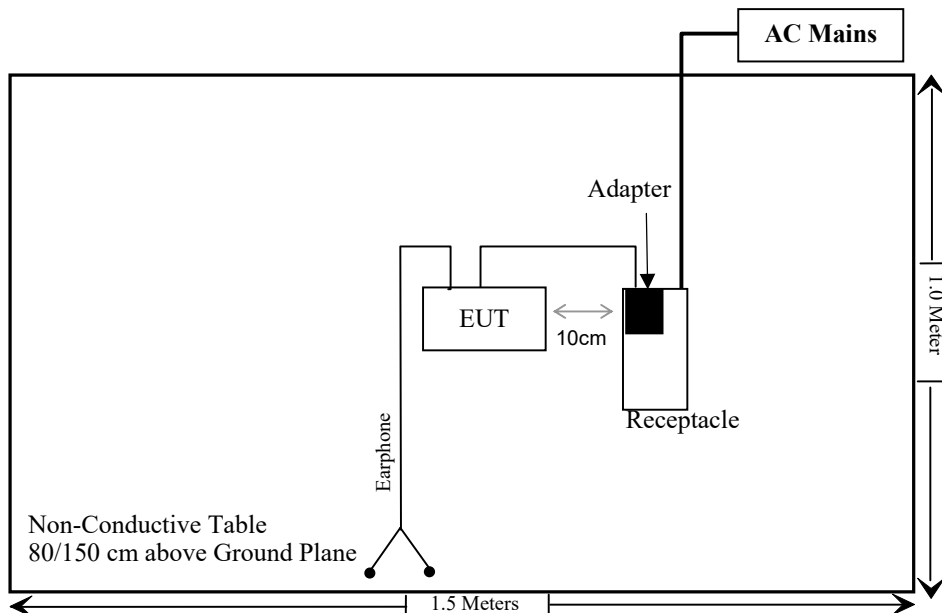 AC Mains
Adapter
EUT
10cm
1.0 Meter
Receptacle
Earphone
Non-Conductive Table
80/150 cm above Ground Plane
1.5 Meters